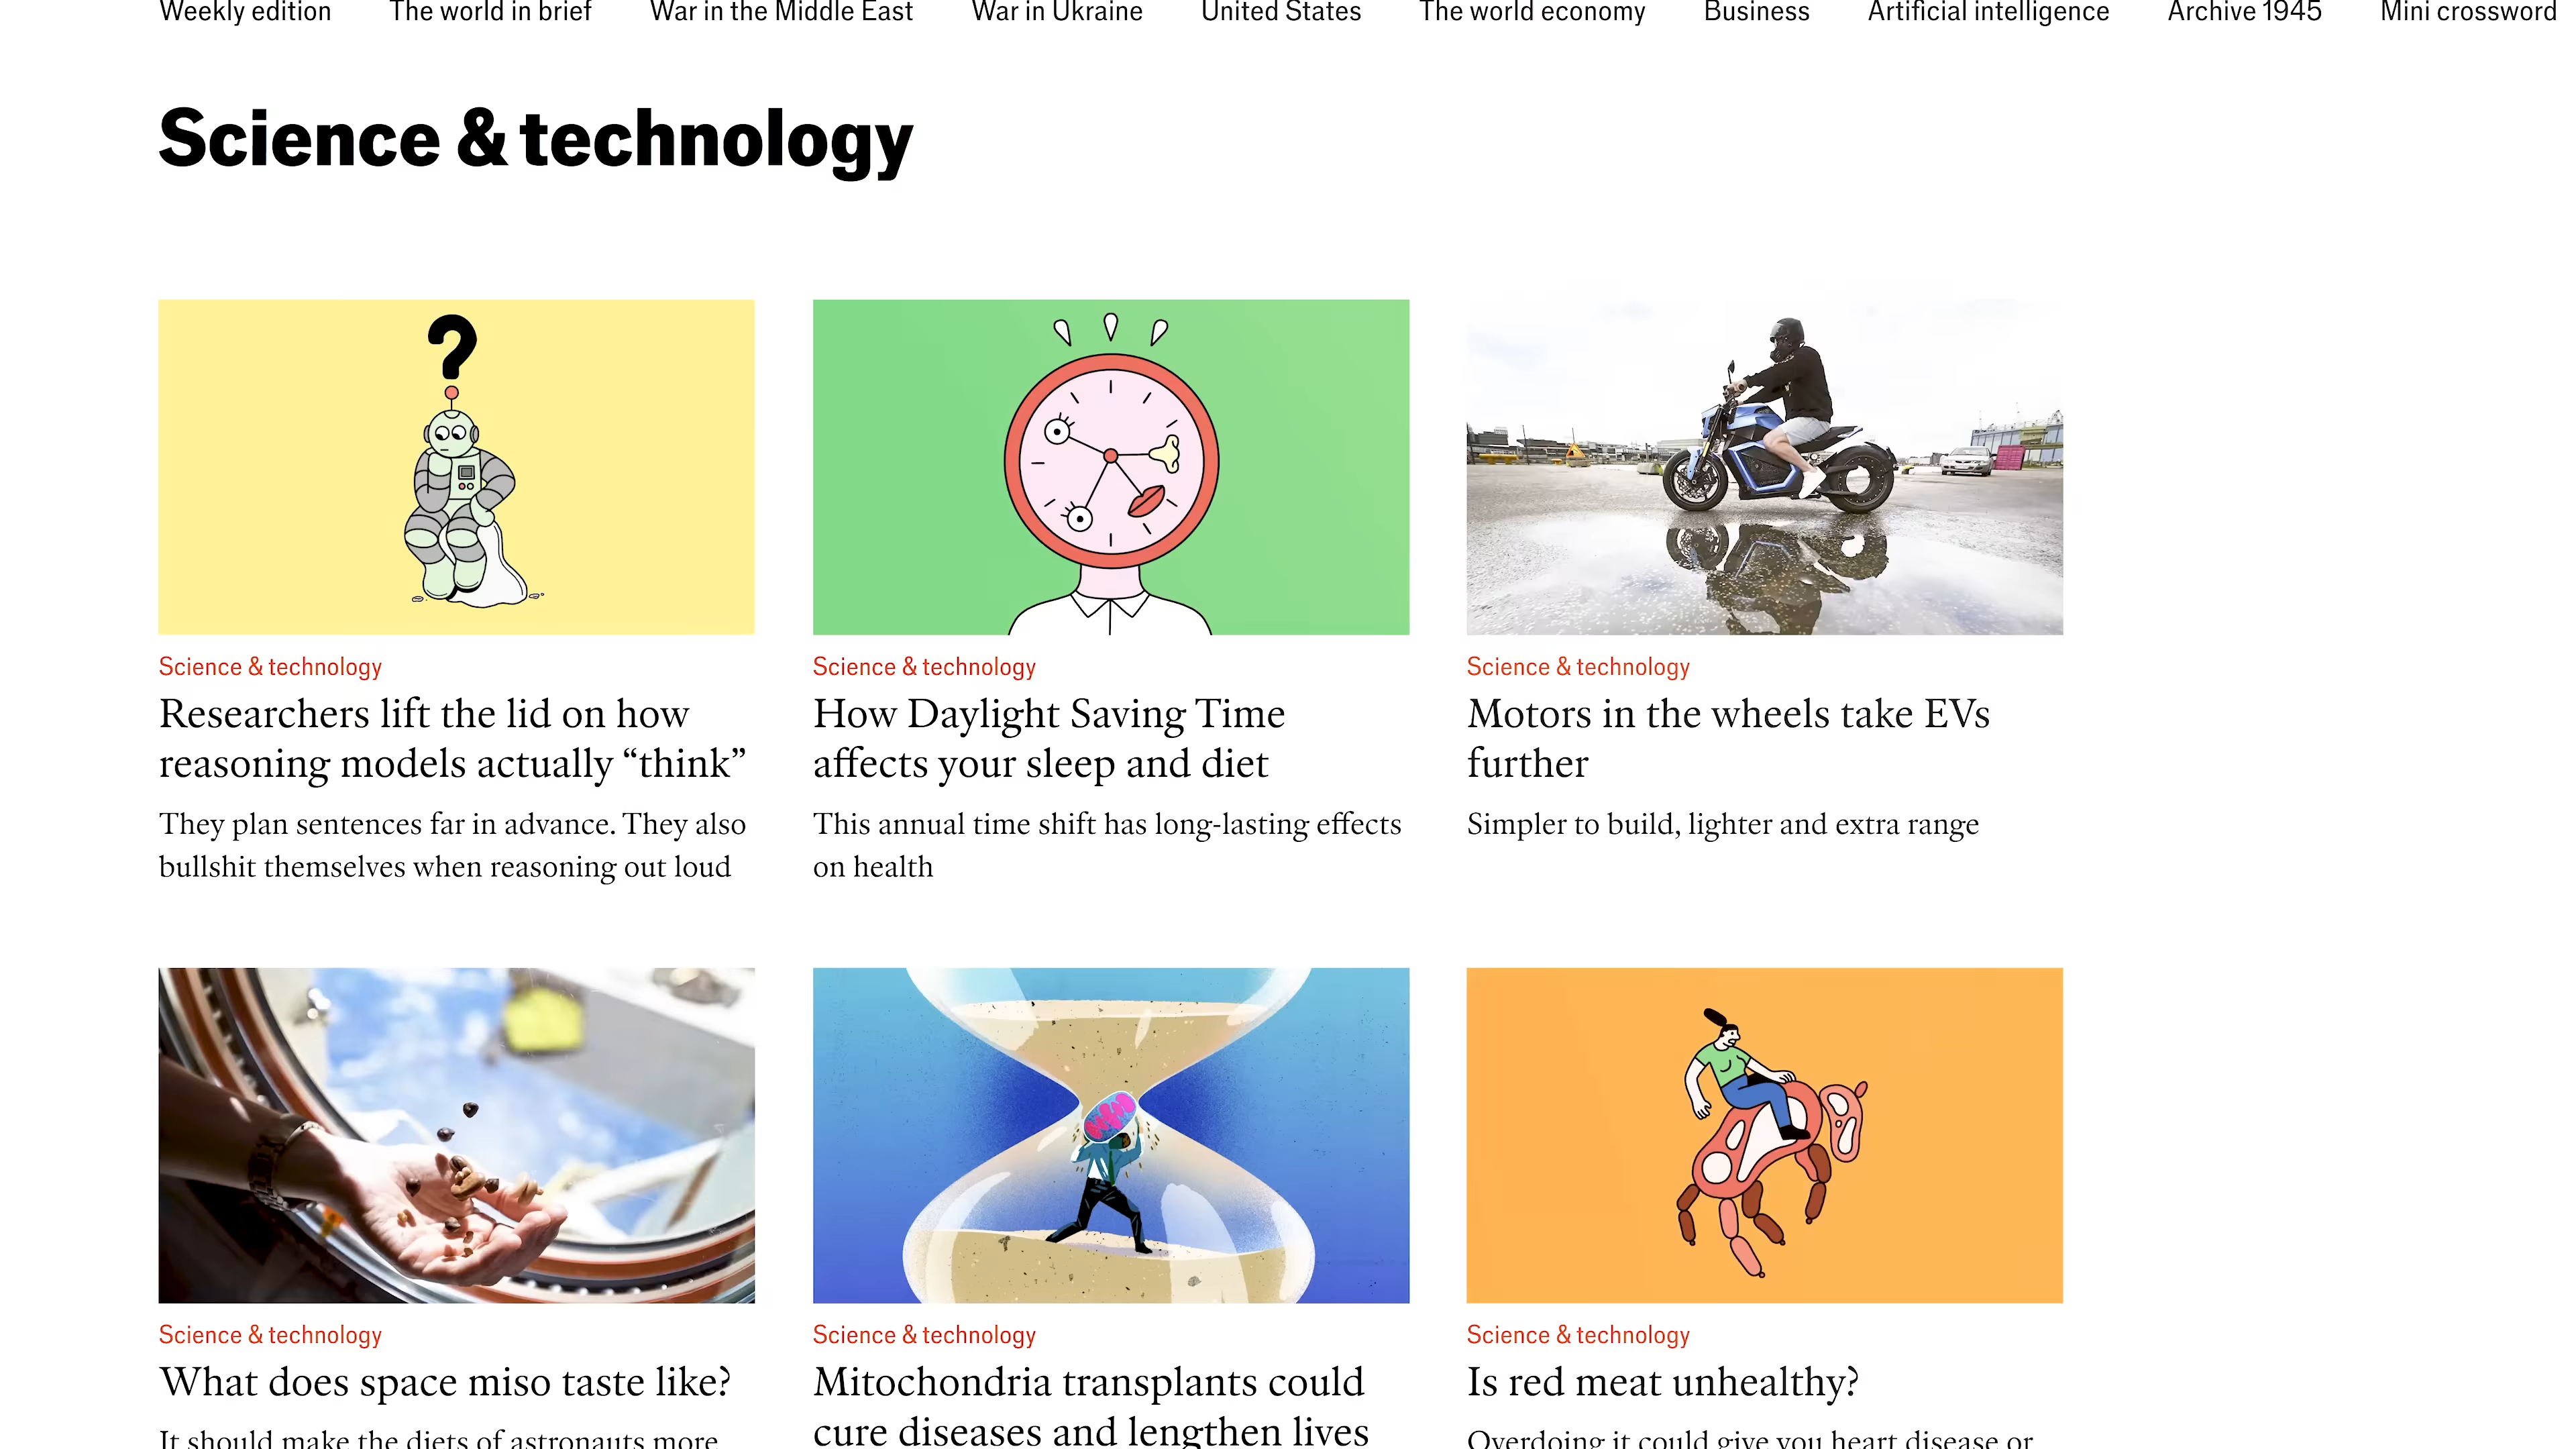 Weekly edition The world in brief War in the Middle East War in Ukraine United States The world economy Business Artificial intelligence Archive 1945 Mini crossword
Science & technology
Science & technology
Researchers lift the lid on how
reasoning models actually “think”
They plan sentences far in advance. They also
bullshit themselves when reasoning out loud
Science & technology
How Daylight Saving Time
affects your sleep and diet
This annual time shift has long-lasting effects
on health
Science & technology
Motors in the wheels take EVs
further
Simpler to build, lighter and extra range
Science & technology
What does space miso taste like?
It should make the diets of astronauts more
Science & technology
Mitochondria transplants could
cure diseases and lengthen lives
Science & technology
Is red meat unhealthy?
Overdoing it could give you heart disease or